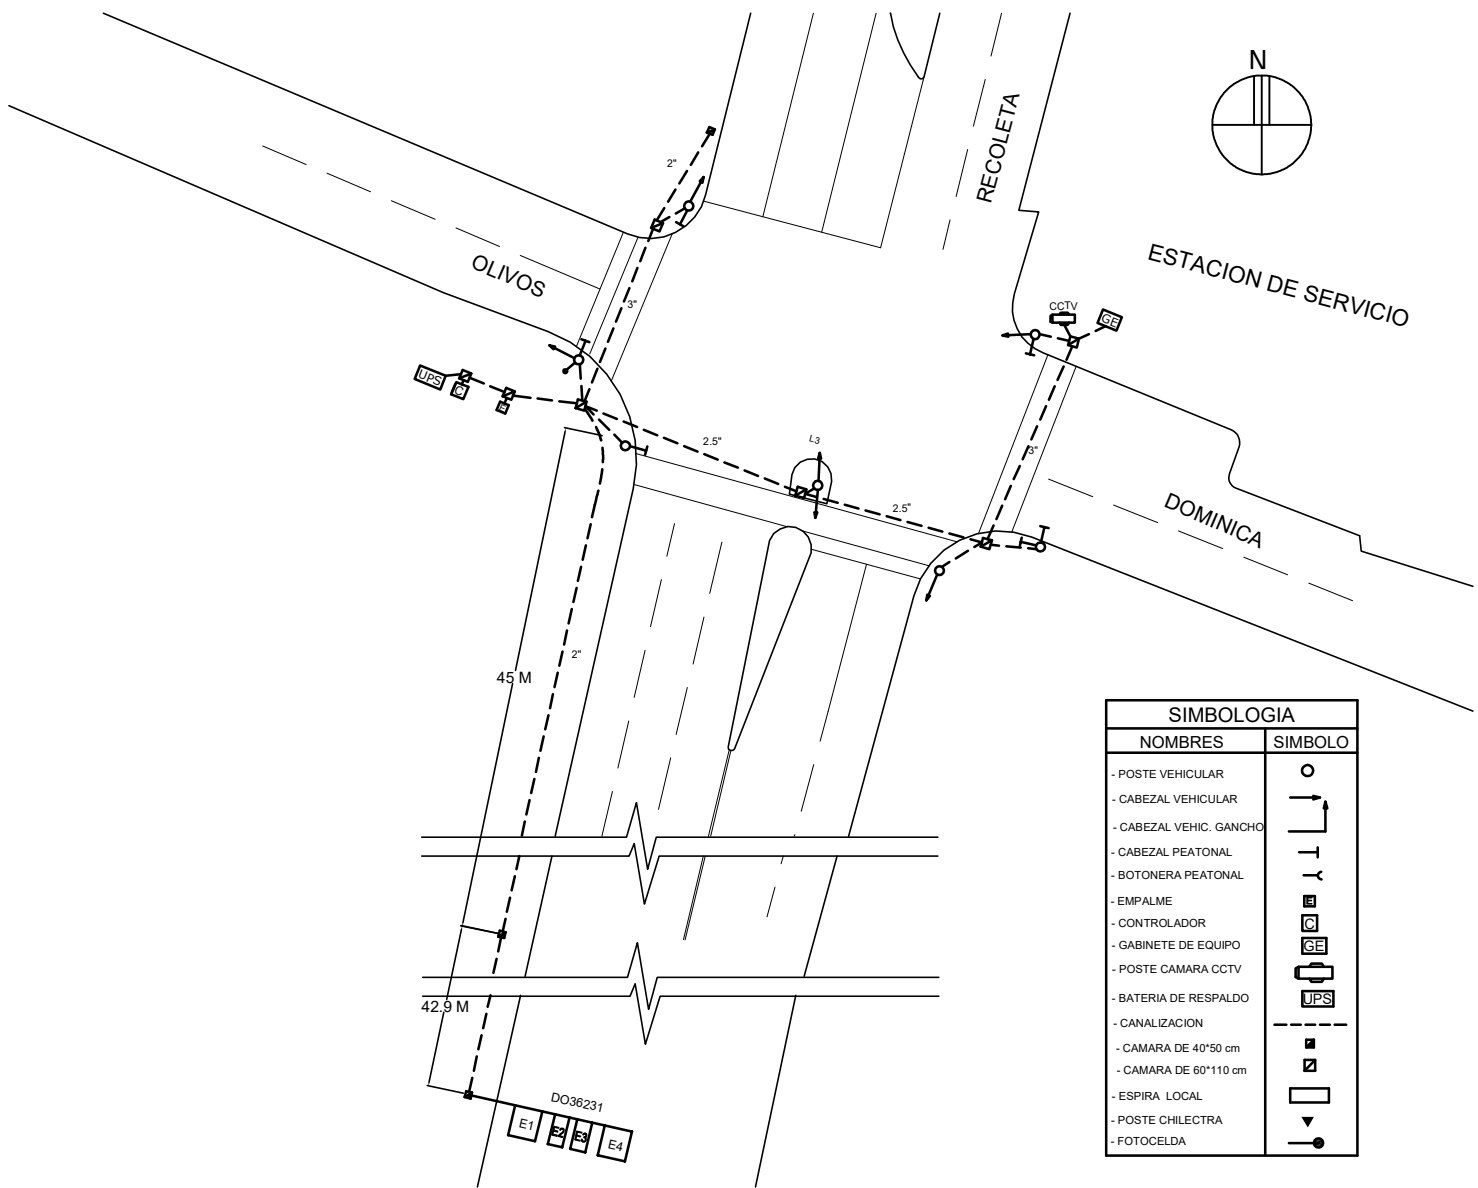 N
RECOLETA
2"
ESTACION DE SERVICIO
OLIVOS
3"
CCTV
GE
UPS
C
E
L3
2.5"
3"
2.5"
DOMINICA
2"
45 M
42.9 M
DO36231
E1
E2
E3
E4
SIMBOLOGIA
NOMBRES SIMBOLO
- POSTE VEHICULAR
- CABEZAL VEHICULAR
- CABEZAL VEHIC. GANCHO
- CABEZAL PEATONAL
- BOTONERA PEATONAL
- EMPALME E
- CONTROLADOR C
- GABINETE DE EQUIPO GE
- POSTE CAMARA CCTV
- BATERIA DE RESPALDO UPS
- CANALIZACION
- CAMARA DE 40*50 cm
- CAMARA DE 60*110 cm
- ESPIRA LOCAL
- POSTE CHILECTRA
- FOTOCELDA